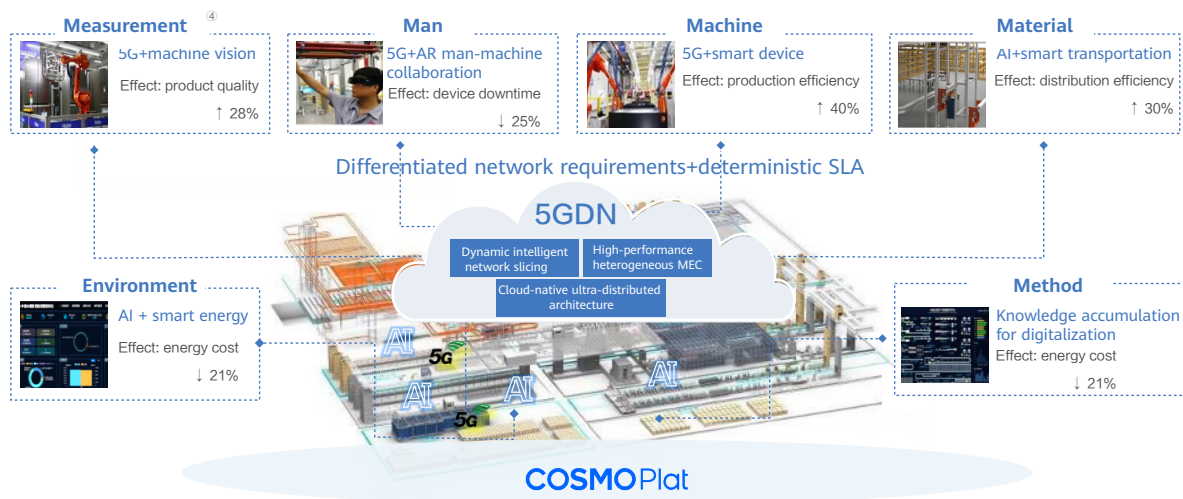 Measurement
④
5G+machine vision
Effect: product quality
↑ 28%
Man
5G+AR man-machine
collaboration
Effect: device downtime
↓ 25%
Machine
5G+smart device
Effect: production efficiency
↑ 40%
Material
AI+smart transportation
Effect: distribution efficiency
↑ 30%
Differentiated network requirements+deterministic SLA
5GDN
Dynamic intelligent
network slicing
High-performance
heterogeneous MEC
Cloud-native ultra-distributed
architecture
Environment
AI + smart energy
Effect: energy cost
↓ 21%
Method
Knowledge accumulation
for digitalization
Effect: energy cost
↓ 21%
AI
5G
AI
AI
AI
5G
COSMOPlat